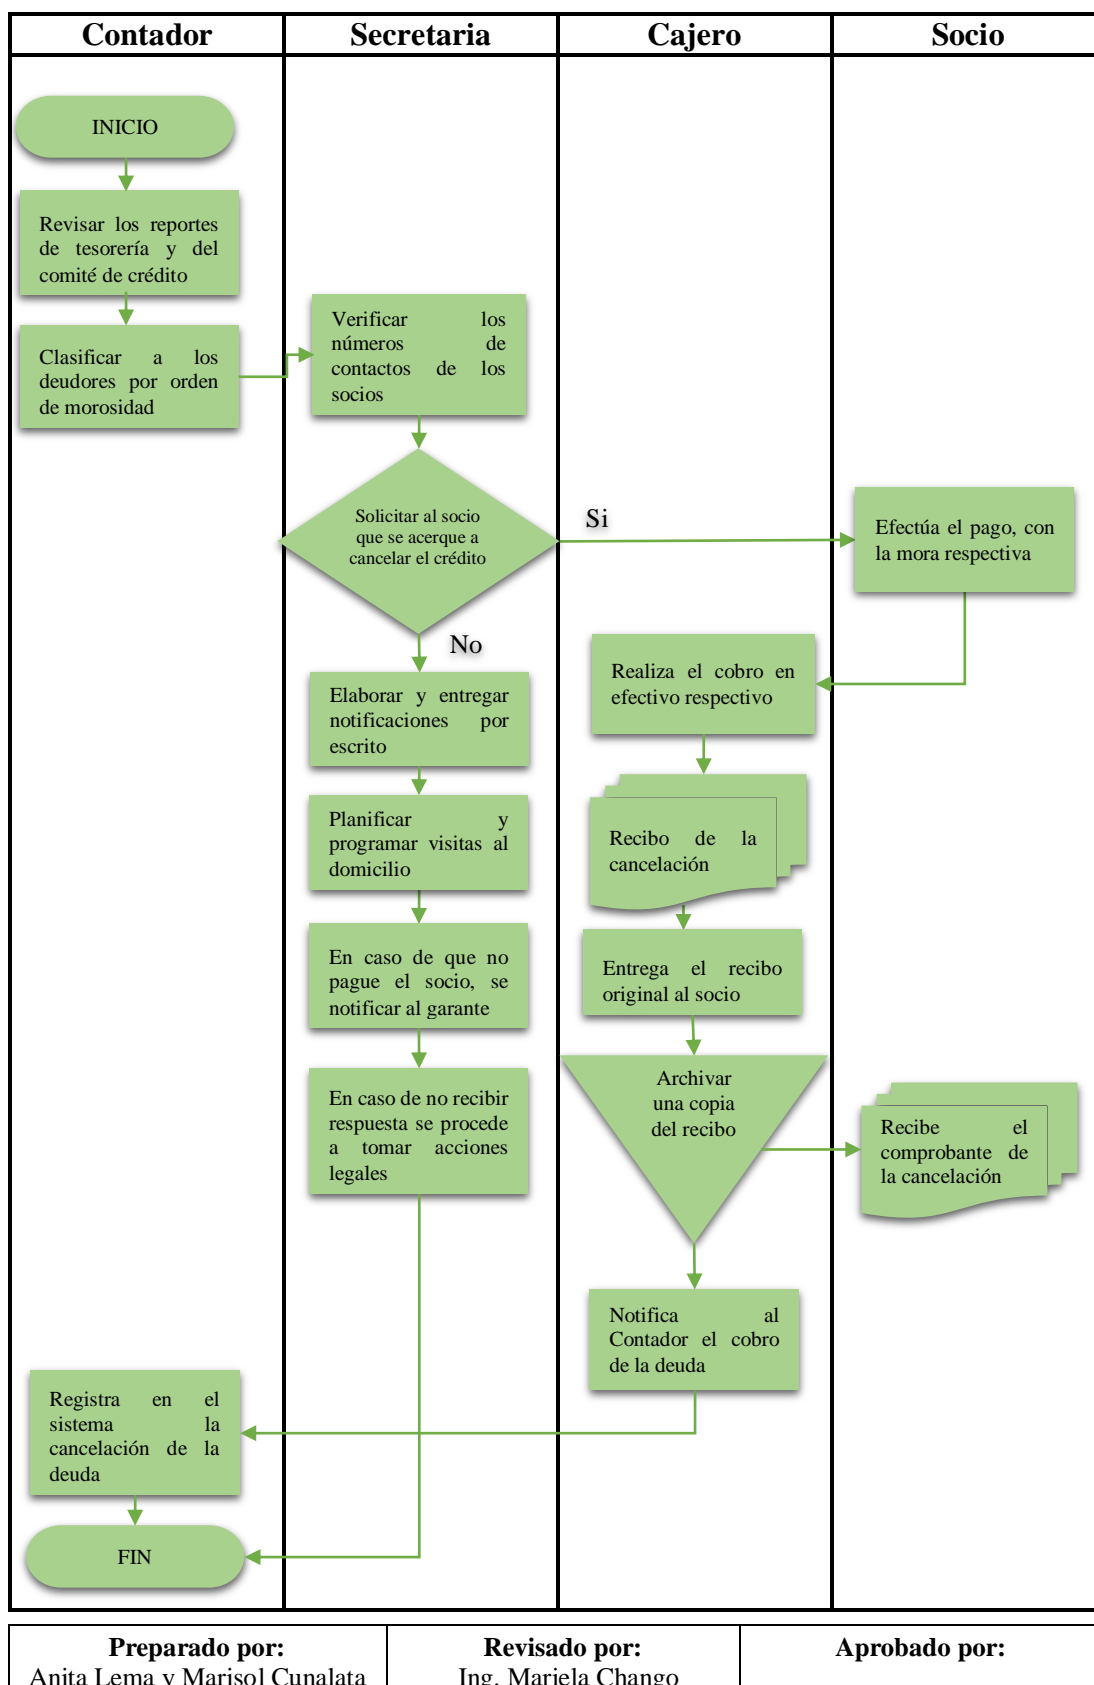 Contador Secretaria Cajero Socio
INICIO
Revisar los reportes
de tesorería y del
comité de crédito
Clasificar a los
deudores por orden
de morosidad
Verificar los
números de
contactos de los
socios
Solicitar al socio
que se acerque a
cancelar el crédito
Si
No
Efectúa el pago, con
la mora respectiva
Realiza el cobro en
efectivo respectivo
Elaborar y entregar
notificaciones por
escrito
Planificar y
programar visitas al
domicilio
Recibo de la
cancelación
En caso de que no
pague el socio, se
notificar al garante
Entrega el recibo
original al socio
En caso de no recibir
respuesta se procede
a tomar acciones
legales
Archivar
una copia
del recibo
Recibe el
comprobante de
la cancelación
Notifica al
Contador el cobro
de la deuda
Registra en el
sistema la
cancelación de la
deuda
FIN
Preparado por: Revisado por: Aprobado por:
Anita Lema y Marisol Cunalata Ing. Mariela Chango